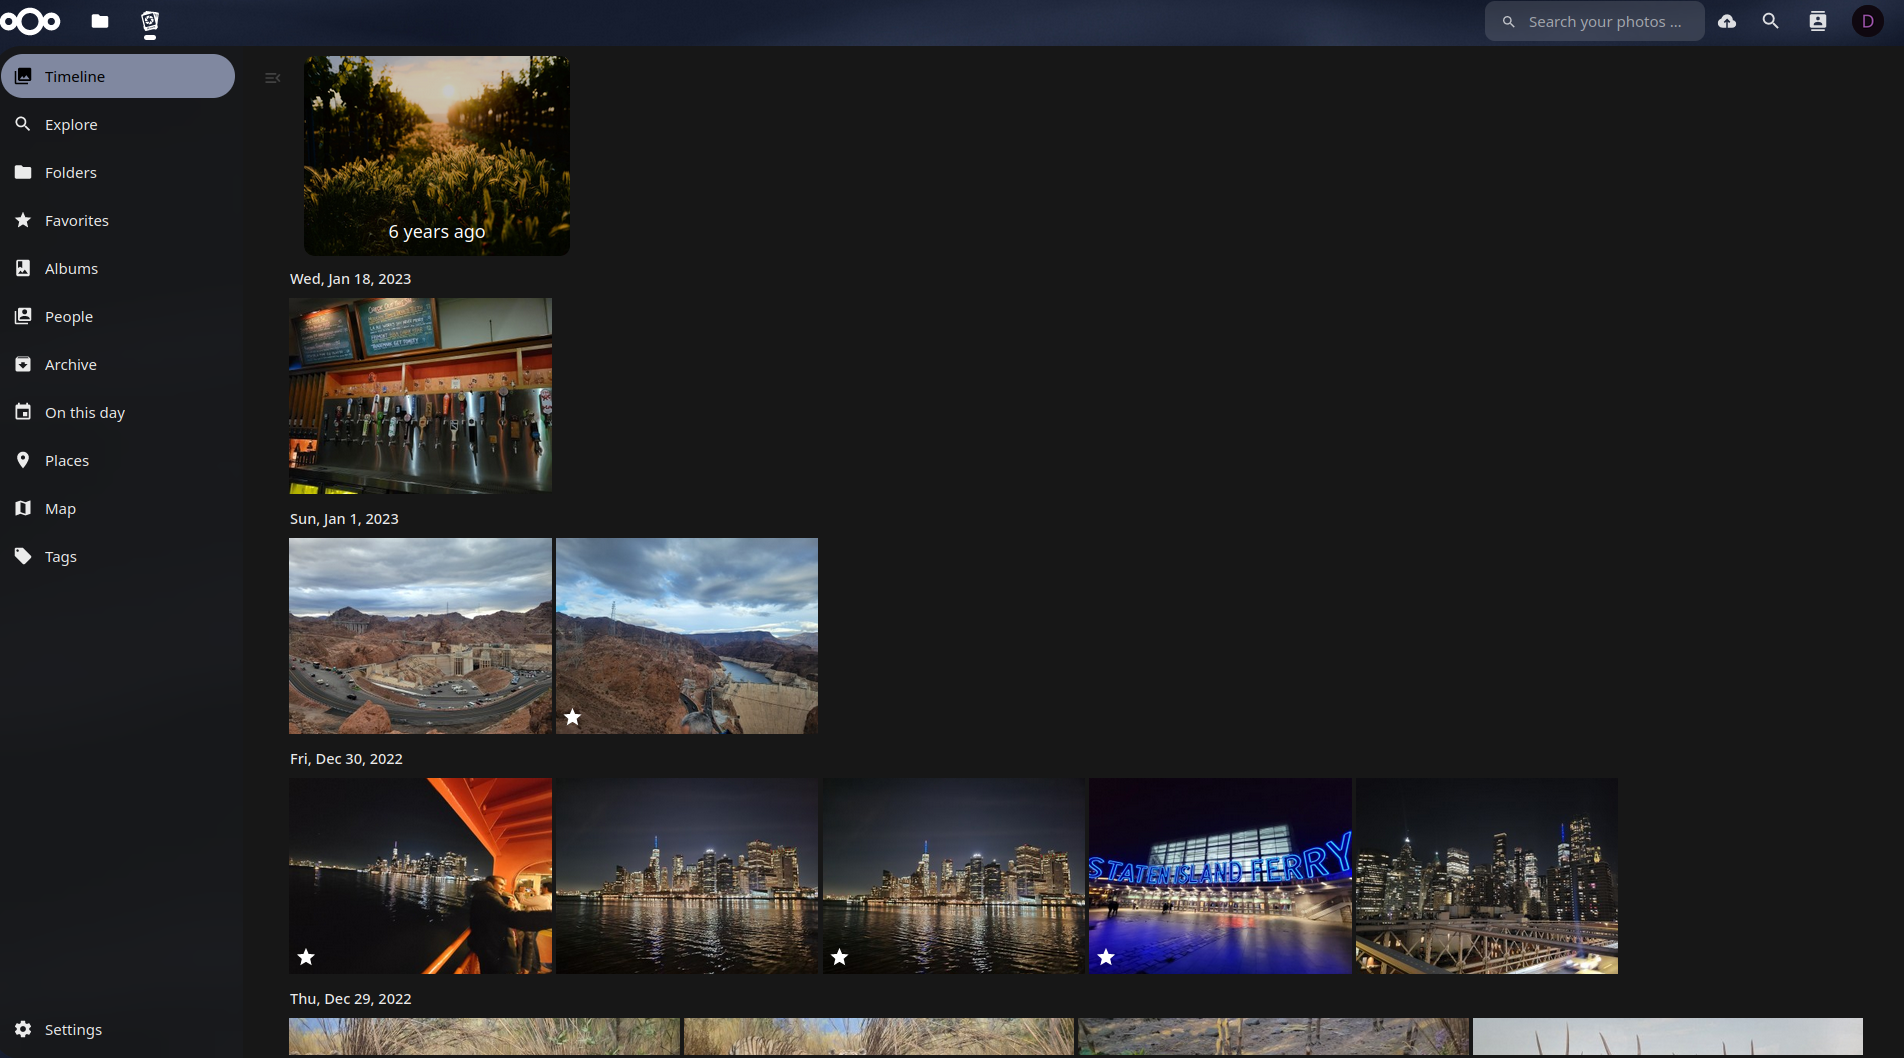 Search your photos ...
D
Timeline
Explore
Folders
Favorites
Albums
People
Archive
On this day
Places
Map
Tags
Settings
6 years ago
Wed, Jan 18, 2023
Sun, Jan 1, 2023
Fri, Dec 30, 2022
STATEN ISLAND FERRY
Thu, Dec 29, 2022